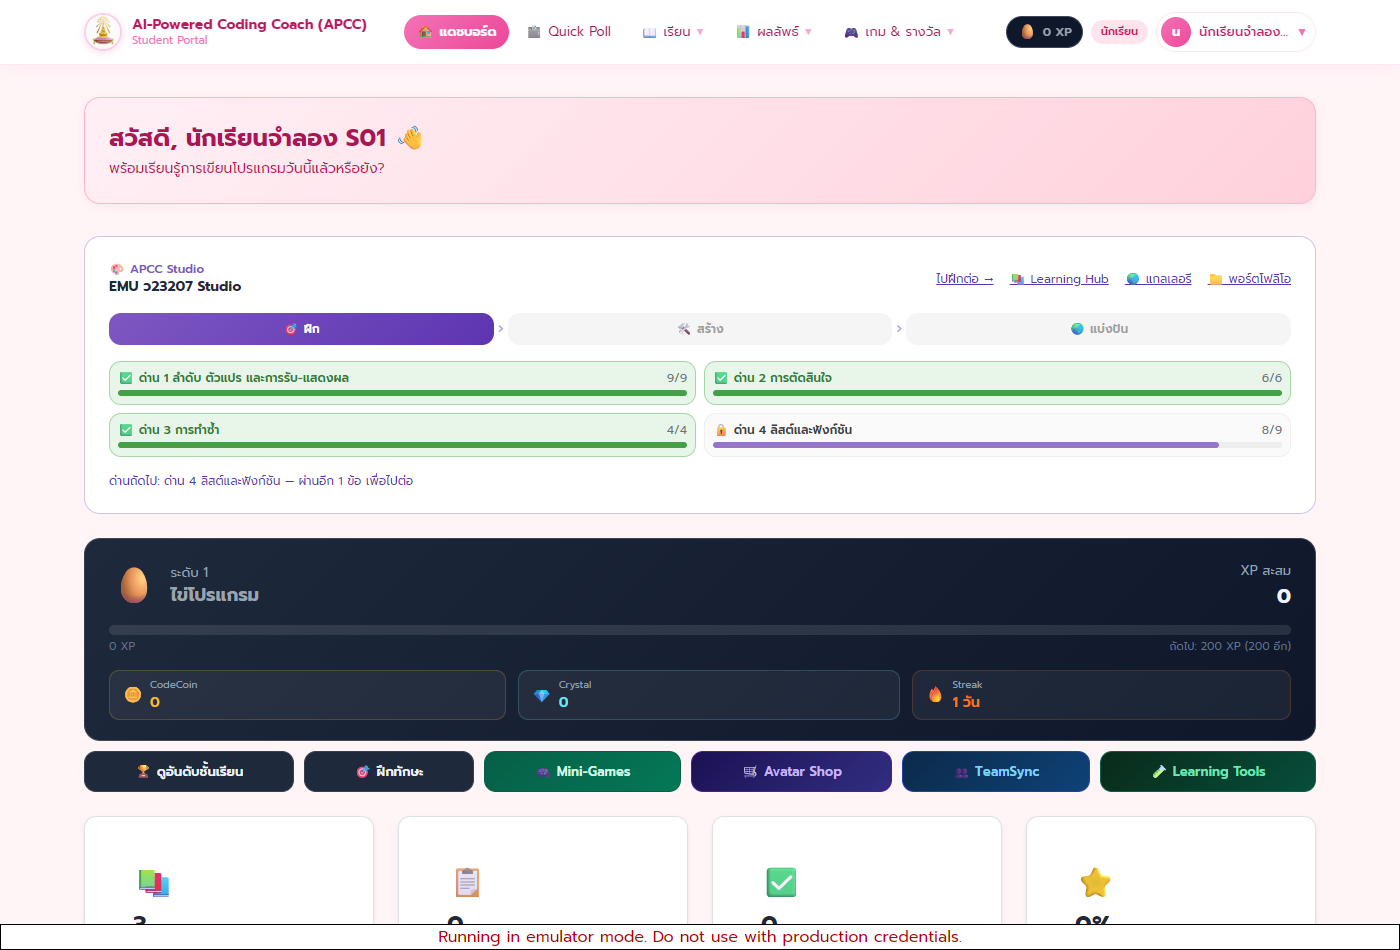 AI-Powered Coding Coach (APCC)
Student Portal
แดชบอร์ด
Quick Poll
เรียน
ผลลัพธ์
เกม & รางวัล
0 XP
นักเรียน
น
นักเรียนจำลอง...
สวัสดี, นักเรียนจำลอง S01
พร้อมเรียนรู้การเขียนโปรแกรมวันนี้แล้วหรือยัง?
APCC Studio
EMU ว23207 Studio
ไปฝึกต่อ →
Learning Hub
แกลเลอรี
พอร์ตโฟลิโอ
ฝึก
›
สร้าง
›
แบ่งปัน
ด่าน 1 ลำดับ ตัวแปร และการรับ-แสดงผล 9/9
ด่าน 2 การตัดสินใจ 6/6
ด่าน 3 การทำซ้ำ 4/4
ด่าน 4 ลิสต์และฟังก์ชัน 8/9
ด่านถัดไป: ด่าน 4 ลิสต์และฟังก์ชัน — ผ่านอีก 1 ข้อ เพื่อไปต่อ
ระดับ 1
ไข่โปรแกรม
XP สะสม
0
0 XP
ถัดไป: 200 XP (200 อีก)
CodeCoin
0
Crystal
0
Streak
1 วัน
ดูอันดับชั้นเรียน
ฝึกทักษะ
Mini-Games
Avatar Shop
TeamSync
Learning Tools
Running in emulator mode. Do not use with production credentials.